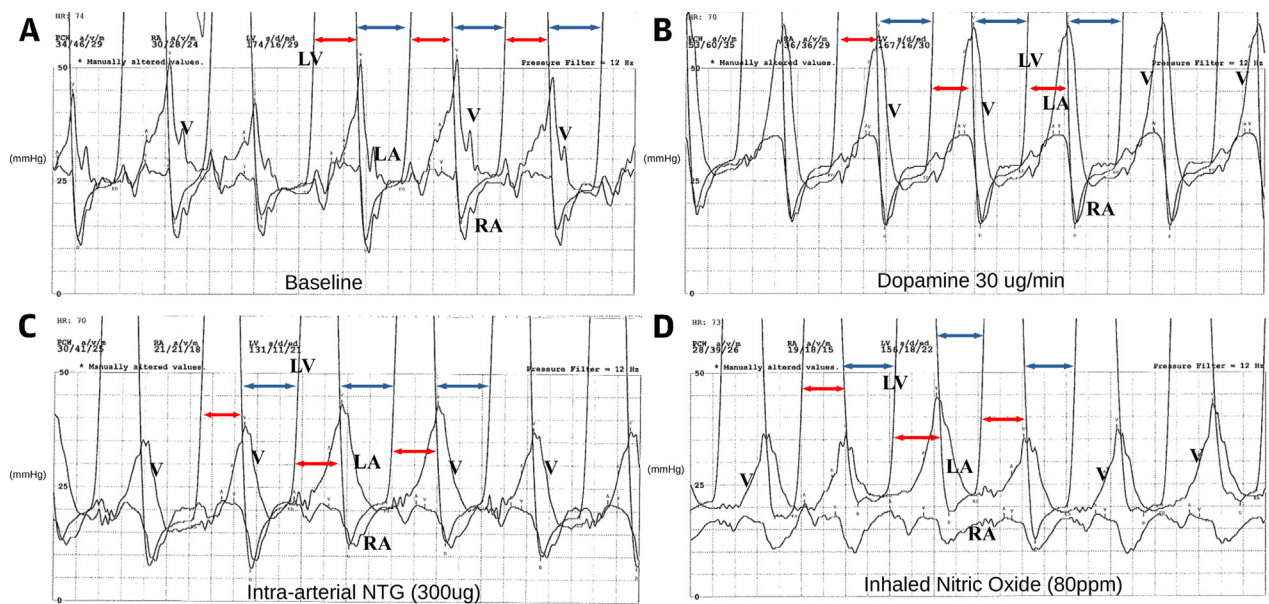 A
HR: 74
PCW a/v/m RA a/v/m LV s/d/md
34/46/29 30/28/24 174/16/29
LV
* Manually altered values. Pressure Filter = 12 Hz
50
V
V
V
LA
(mmHg)
25
RA
0
Baseline
B
HR: 70
PCW a/v/m RA a/v/m LV s/d/md
53/60/35 36/36/29 167/16/30
LV
* Manually altered values. Pressure Filter = 12 Hz
50
V
V
V
V
LA
(mmHg)
25
RA
0
Dopamine 30 ug/min
C
HR: 70
PCW a/v/m RA a/v/m LV s/d/md
30/41/25 21/21/18 131/11/21
LV
* Manually altered values. Pressure Filter = 12 Hz
50
V
V
LA
V
V
(mmHg)
25
RA
0
Intra-arterial NTG (300ug)
D
HR: 73
PCW a/v/m RA a/v/m LV s/d/md
28/39/26 19/18/15 156/18/22
LV
* Manually altered values. Pressure Filter = 12 Hz
50
V
LA
V
V
(mmHg)
25
RA
0
Inhaled Nitric Oxide (80ppm)